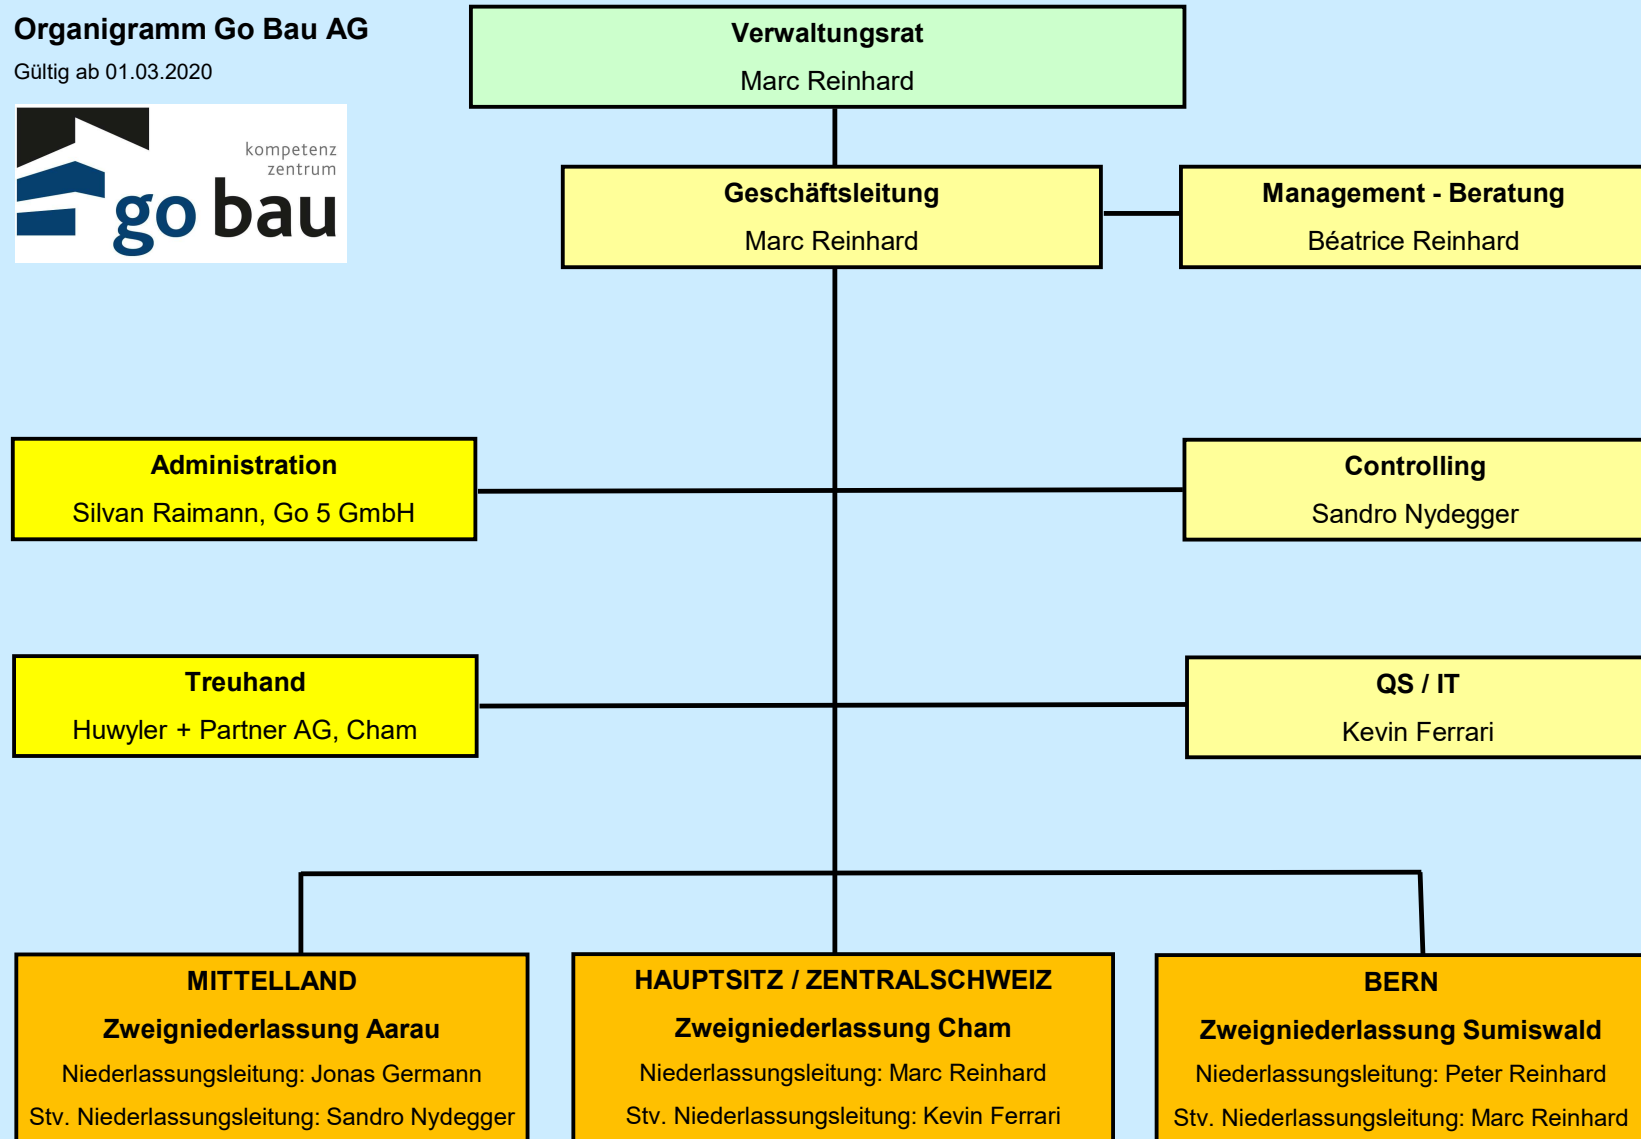 Organigramm Go Bau AG
Gültig ab 01.03.2020
kompetenz
zentrum
go bau
Verwaltungsrat
Marc Reinhard
Geschäftsleitung
Marc Reinhard
Management - Beratung
Béatrice Reinhard
Administration
Silvan Raimann, Go 5 GmbH
Controlling
Sandro Nydegger
Treuhand
Huwyler + Partner AG, Cham
QS / IT
Kevin Ferrari
MITTELLAND
Zweigniederlassung Aarau
Niederlassungsleitung: Jonas Germann
Stv. Niederlassungsleitung: Sandro Nydegger
HAUPTSITZ / ZENTRALSCHWEIZ
Zweigniederlassung Cham
Niederlassungsleitung: Marc Reinhard
Stv. Niederlassungsleitung: Kevin Ferrari
BERN
Zweigniederlassung Sumiswald
Niederlassungsleitung: Peter Reinhard
Stv. Niederlassungsleitung: Marc Reinhard